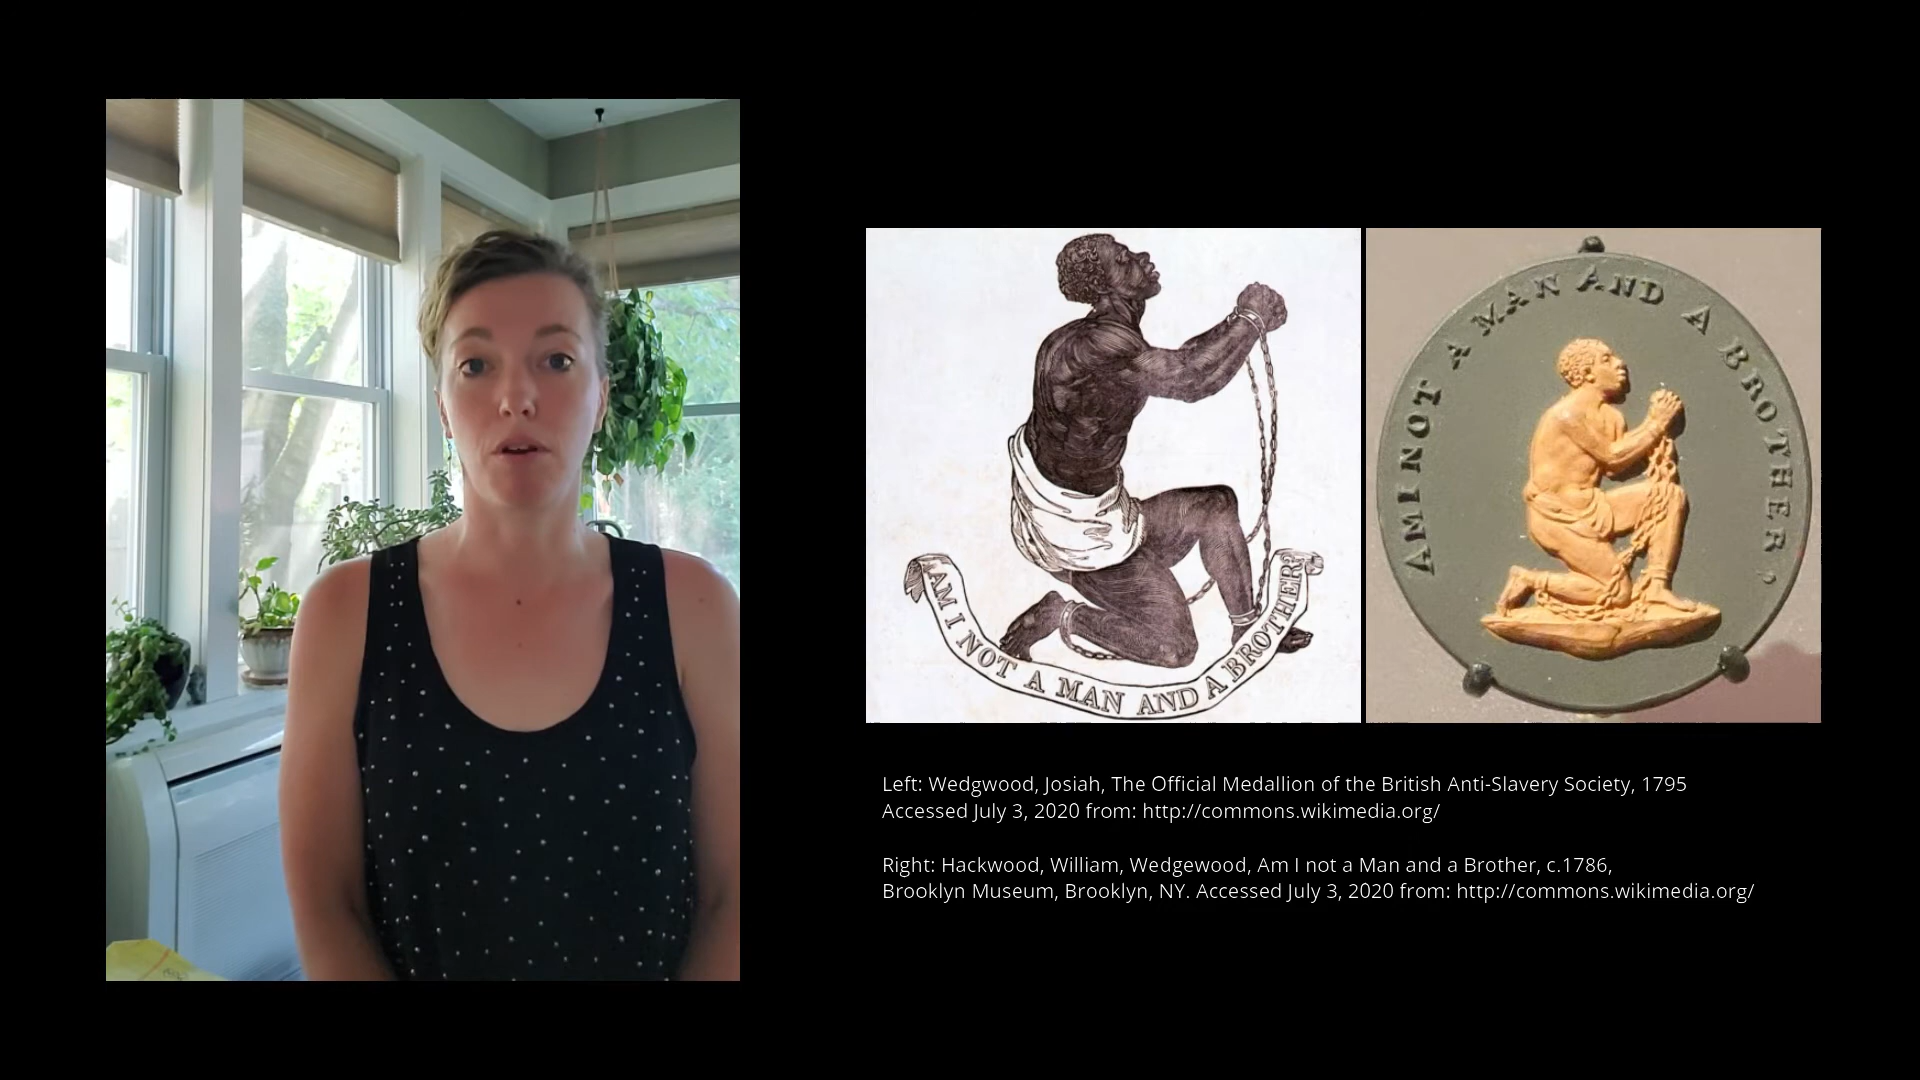 AM I NOT A MAN AND A BROTHER?
AM I NOT A MAN AND A BROTHER,
Left: Wedgwood, Josiah, The Official Medallion of the British Anti-Slavery Society, 1795
Accessed July 3, 2020 from: http://commons.wikimedia.org/
Right: Hackwood, William, Wedgewood, Am I not a Man and a Brother, c.1786,
Brooklyn Museum, Brooklyn, NY. Accessed July 3, 2020 from: http://commons.wikimedia.org/